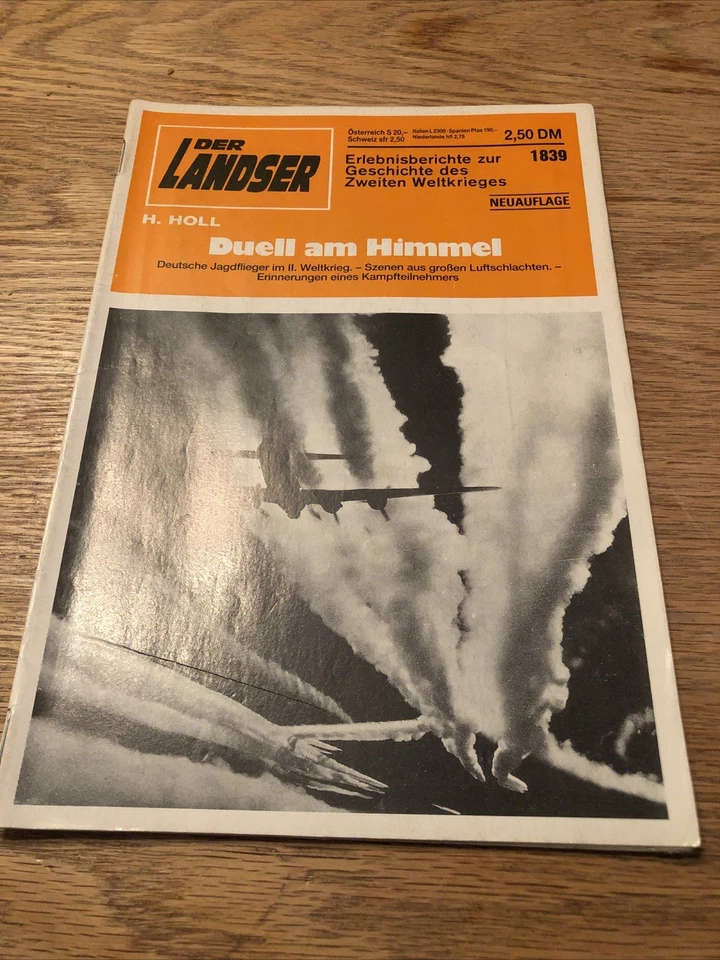 DER
LANDSER
Österreich S 20,- Italien L 2300 · Spanien Ptas 190,-
Schweiz sfr 2,50 Niederlande hfl 2,75
2,50 DM
Erlebnisberichte zur
Geschichte des
Zweiten Weltkrieges
1839
NEUAUFLAGE
H. HOLL
Duell am Himmel
Deutsche Jagdflieger im II. Weltkrieg. – Szenen aus großen Luftschlachten. –
Erinnerungen eines Kampfteilnehmers